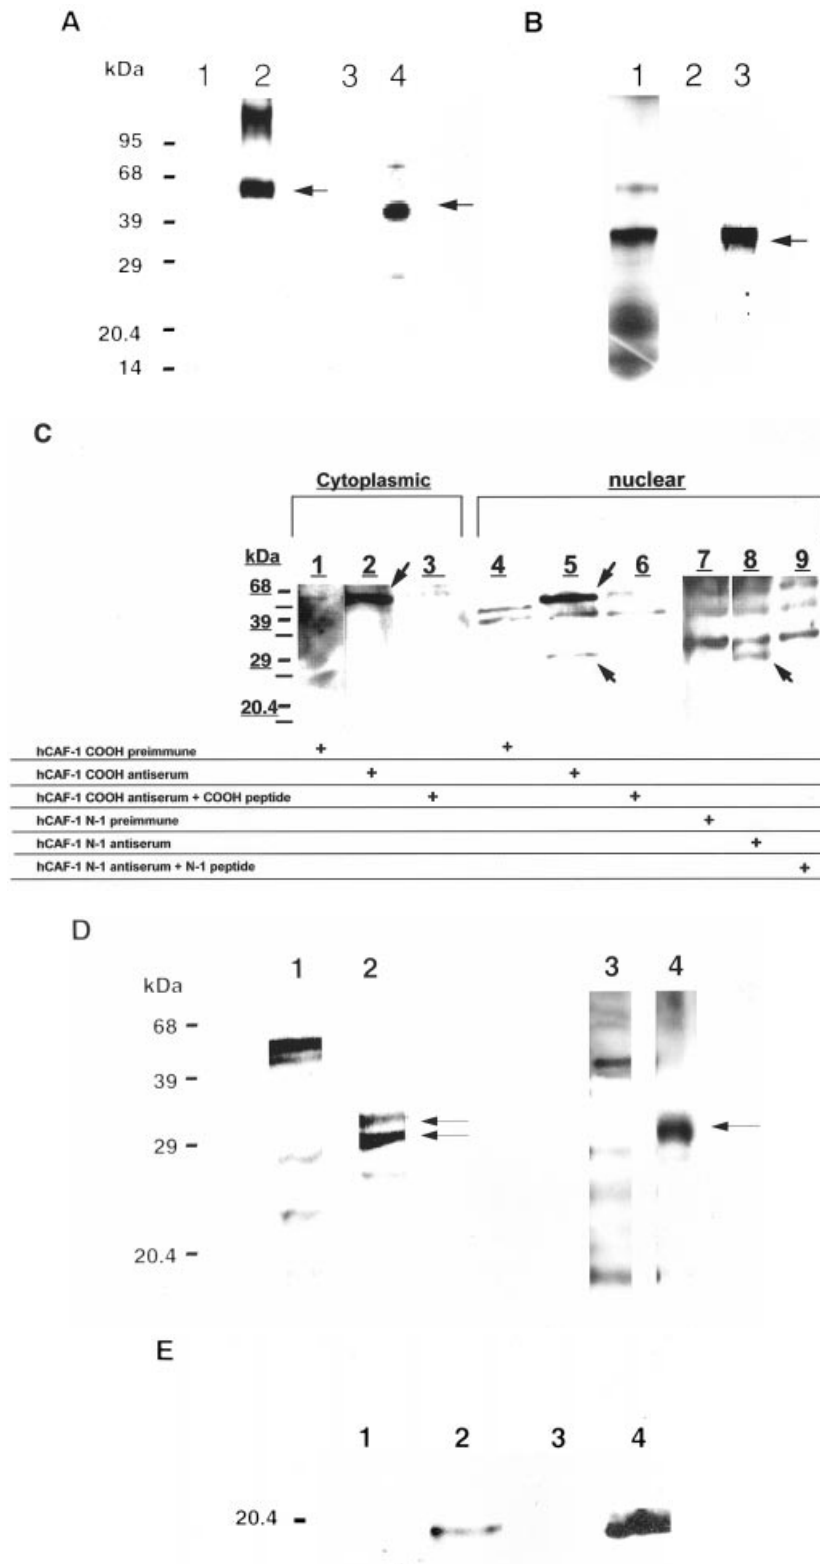 A
B
kDa 1 2 3 4
1 2 3
95
68
39
29
20.4
14
C
Cytoplasmic nuclear
kDa 1 2 3 4 5 6 7 8 9
68
39
29
20.4
hCAF-1 COOH preimmune + +
hCAF-1 COOH antiserum + +
hCAF-1 COOH antiserum + COOH peptide + +
hCAF-1 N-1 preimmune +
hCAF-1 N-1 antiserum +
hCAF-1 N-1 antiserum + N-1 peptide +
D
kDa 1 2 3 4
68
39
29
20.4
E
1 2 3 4
20.4